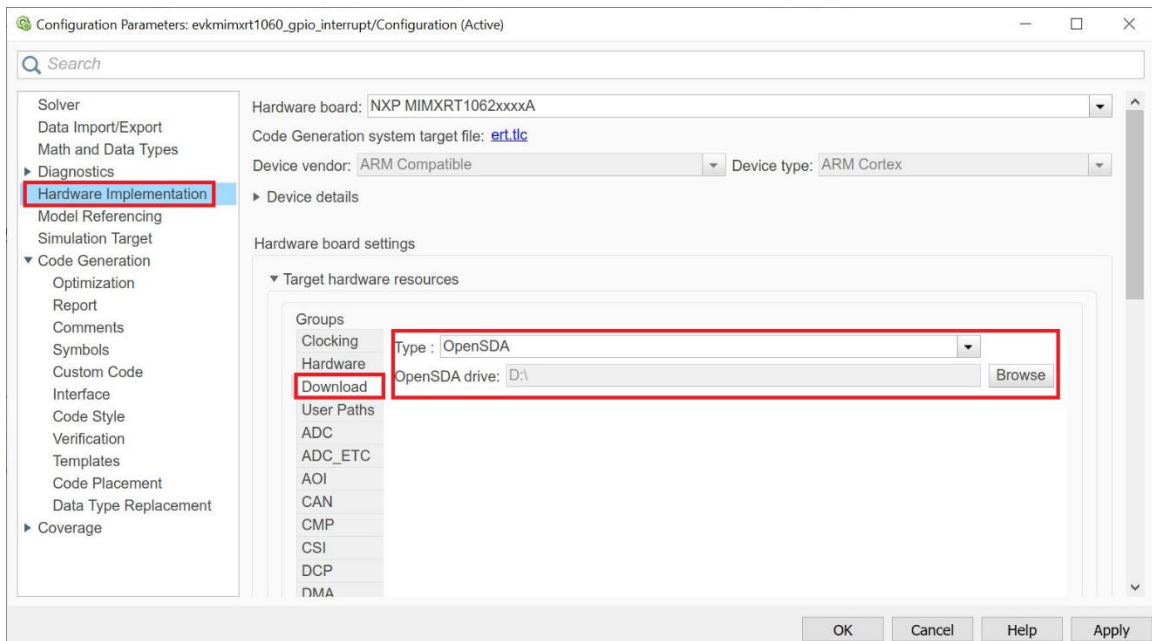 Configuration Parameters: evkmimxrt1060_gpio_interrupt/Configuration (Active)
Search
Solver
Data Import/Export
Math and Data Types
Diagnostics
Hardware Implementation
Model Referencing
Simulation Target
Code Generation
Optimization
Report
Comments
Symbols
Custom Code
Interface
Code Style
Verification
Templates
Code Placement
Data Type Replacement
Coverage
Hardware board: NXP MIMXRT1062xxxxA
Code Generation system target file: ert.tlc
Device vendor: ARM Compatible Device type: ARM Cortex
Device details
Hardware board settings
Target hardware resources
Groups
Clocking
Hardware
Download
User Paths
ADC
ADC_ETC
AOI
CAN
CMP
CSI
DCP
DMA
Type : OpenSDA
OpenSDA drive: D:\ Browse
OK Cancel Help Apply